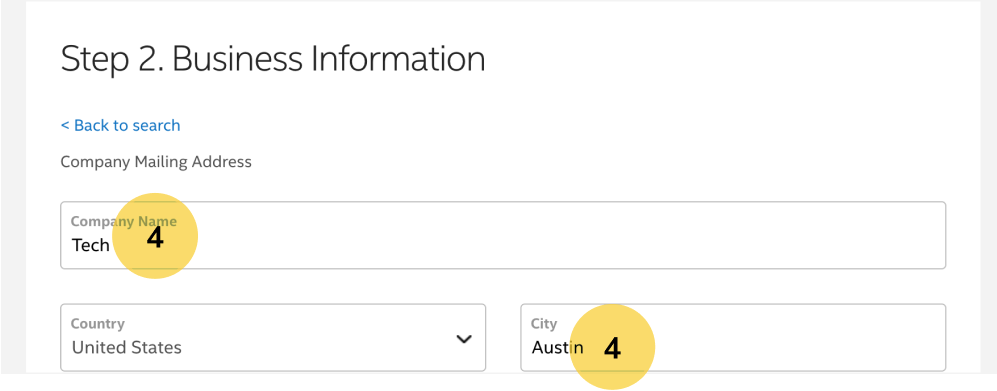 Step 2. Business Information
< Back to search
Company Mailing Address
Company Name
Tech
4
Country
United States
City
Austin
4